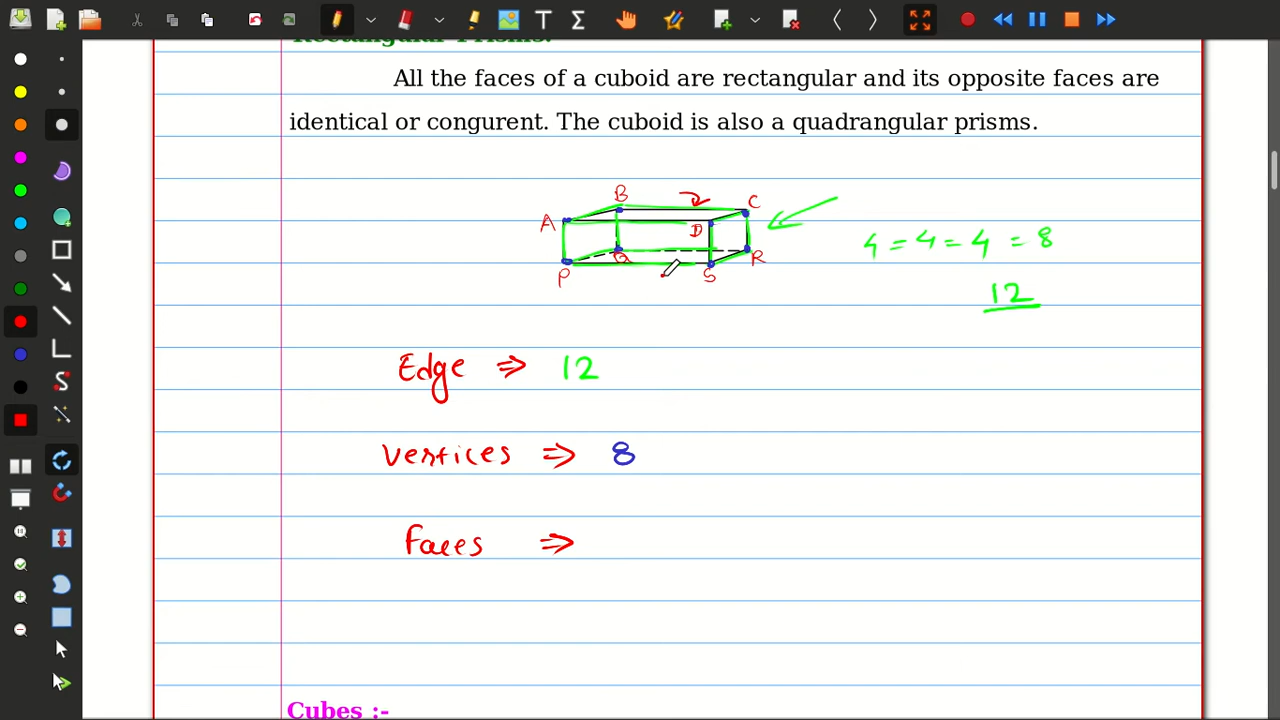 Rectangular Prisms:
All the faces of a cuboid are rectangular and its opposite faces are
identical or congurent. The cuboid is also a quadrangular prisms.
B
C
A
D
Q
R
P
S
4 = 4 = 4 = 8
12
Edge ⇒ 12
Vertices ⇒ 8
Faces ⇒
Cubes :-